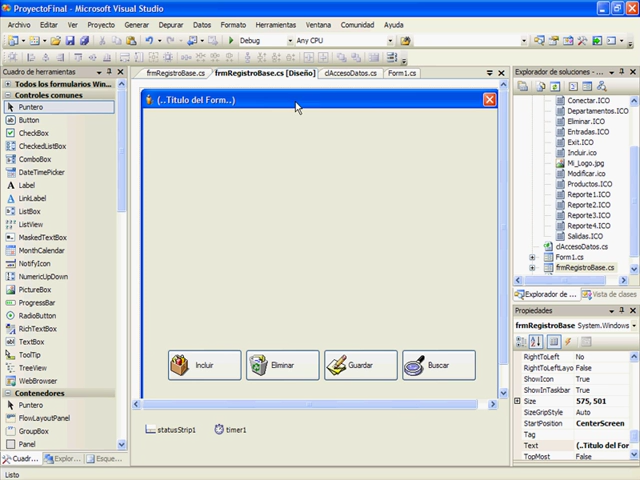 ProyectoFinal - Microsoft Visual Studio
Archivo Editar Ver Proyecto Generar Depurar Datos Formato Herramientas Ventana Comunidad Ayuda
Debug Any CPU
Cuadro de herramientas
Todos los formularios Win...
Controles comunes
Puntero
Button
CheckBox
CheckedListBox
ComboBox
DateTimePicker
Label
LinkLabel
ListBox
ListView
MaskedTextBox
MonthCalendar
NotifyIcon
NumericUpDown
PictureBox
ProgressBar
RadioButton
RichTextBox
TextBox
ToolTip
TreeView
WebBrowser
Contenedores
Puntero
FlowLayoutPanel
GroupBox
Panel
Cuadr... Explor... Esque...
frmRegistroBase.cs frmRegistroBase.cs [Diseño] clAccesoDatos.cs Form1.cs
(..Titulo del Form..)
Incluir Eliminar Guardar Buscar
statusStrip1 timer1
Explorador de soluciones - ...
Conectar.ICO
Departamentos.ICO
Eliminar.ICO
Entradas.ICO
Exit.ICO
Incluir.ico
Mi_Logo.jpg
Modificar.ico
Productos.ICO
Reporte1.ICO
Reporte2.ICO
Reporte3.ICO
Reporte4.ICO
Salidas.ICO
clAccesoDatos.cs
Form1.cs
frmRegistroBase.cs
Explorador de ... Vista de clases
Propiedades
frmRegistroBase System.Windows
RightToLeft No
RightToLeftLayo False
ShowIcon True
ShowInTaskbar True
Size 575, 501
SizeGripStyle Auto
StartPosition CenterScreen
Tag
Text (..Titulo del For
TopMost False
Listo